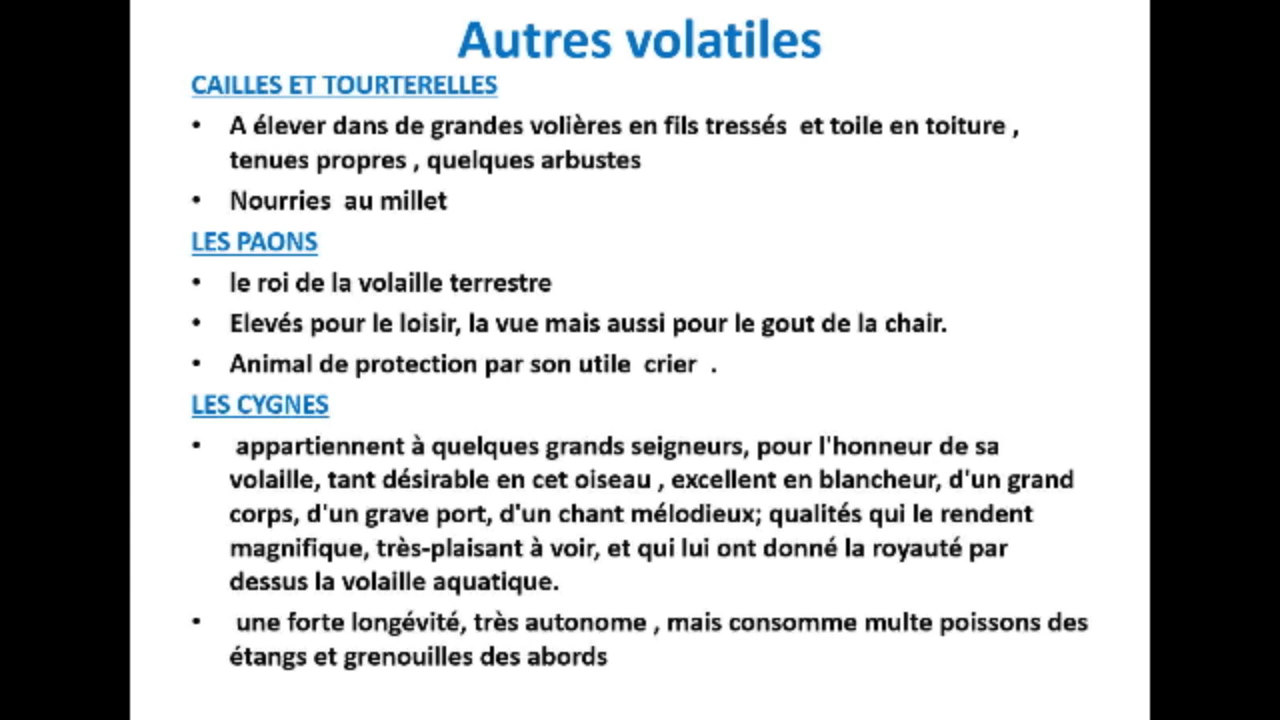 Autres volatiles
CAILLES ET TOURTERELLES
• A élever dans de grandes volières en fils tressés et toile en toiture ,
tenues propres , quelques arbustes
• Nourries au millet
LES PAONS
• le roi de la volaille terrestre
• Elevés pour le loisir, la vue mais aussi pour le gout de la chair.
• Animal de protection par son utile crier .
LES CYGNES
• appartiennent à quelques grands seigneurs, pour l'honneur de sa
volaille, tant désirable en cet oiseau , excellent en blancheur, d'un grand
corps, d'un grave port, d'un chant mélodieux; qualités qui le rendent
magnifique, très-plaisant à voir, et qui lui ont donné la royauté par
dessus la volaille aquatique.
• une forte longévité, très autonome , mais consomme multe poissons des
étangs et grenouilles des abords